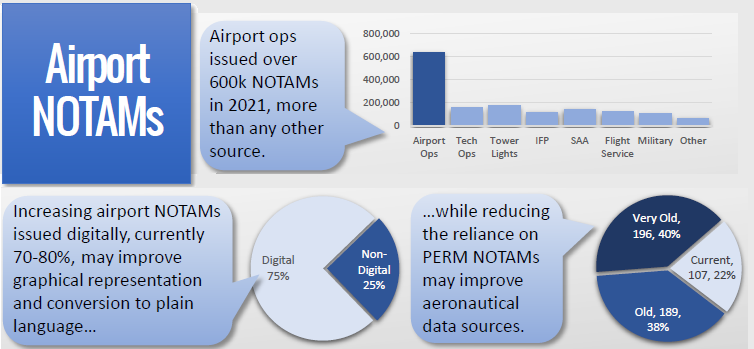 Airport
NOTAMs
Airport ops
issued over
600k NOTAMs
in 2021, more
than any other
source.
800,000
600,000
400,000
200,000
0
Airport
Ops
Tech
Ops
Tower
Lights
IFP
SAA
Flight
Service
Military
Other
Increasing airport NOTAMs
issued digitally, currently
70-80%, may improve
graphical representation
and conversion to plain
language…
Digital
75%
Non-
Digital
25%
…while reducing
the reliance on
PERM NOTAMs
may improve
aeronautical
data sources.
Very Old,
196, 40%
Current,
107, 22%
Old, 189,
38%